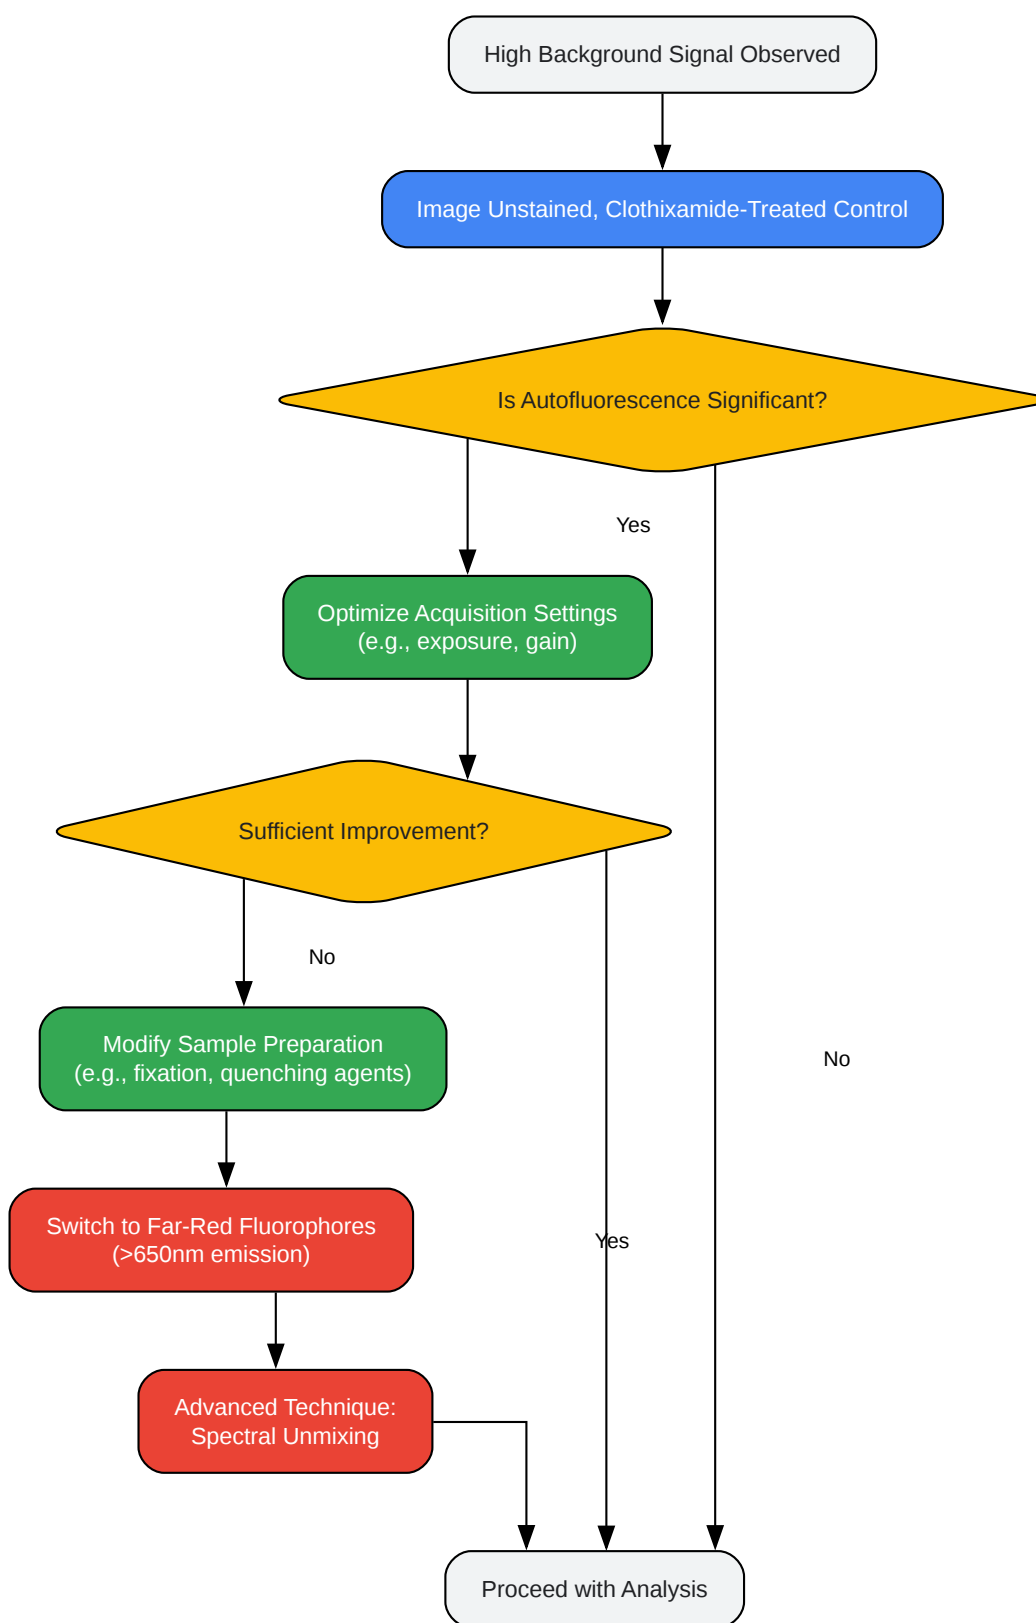 High Background Signal Observed
Image Unstained, Clothixamide-Treated Control
Is Autofluorescence Significant?
Yes
Optimize Acquisition Settings
(e.g., exposure, gain)
Sufficient Improvement?
No
Modify Sample Preparation
(e.g., fixation, quenching agents)
No
Switch to Far-Red Fluorophores
(>650nm emission)
Yes
Advanced Technique:
Spectral Unmixing
Proceed with Analysis